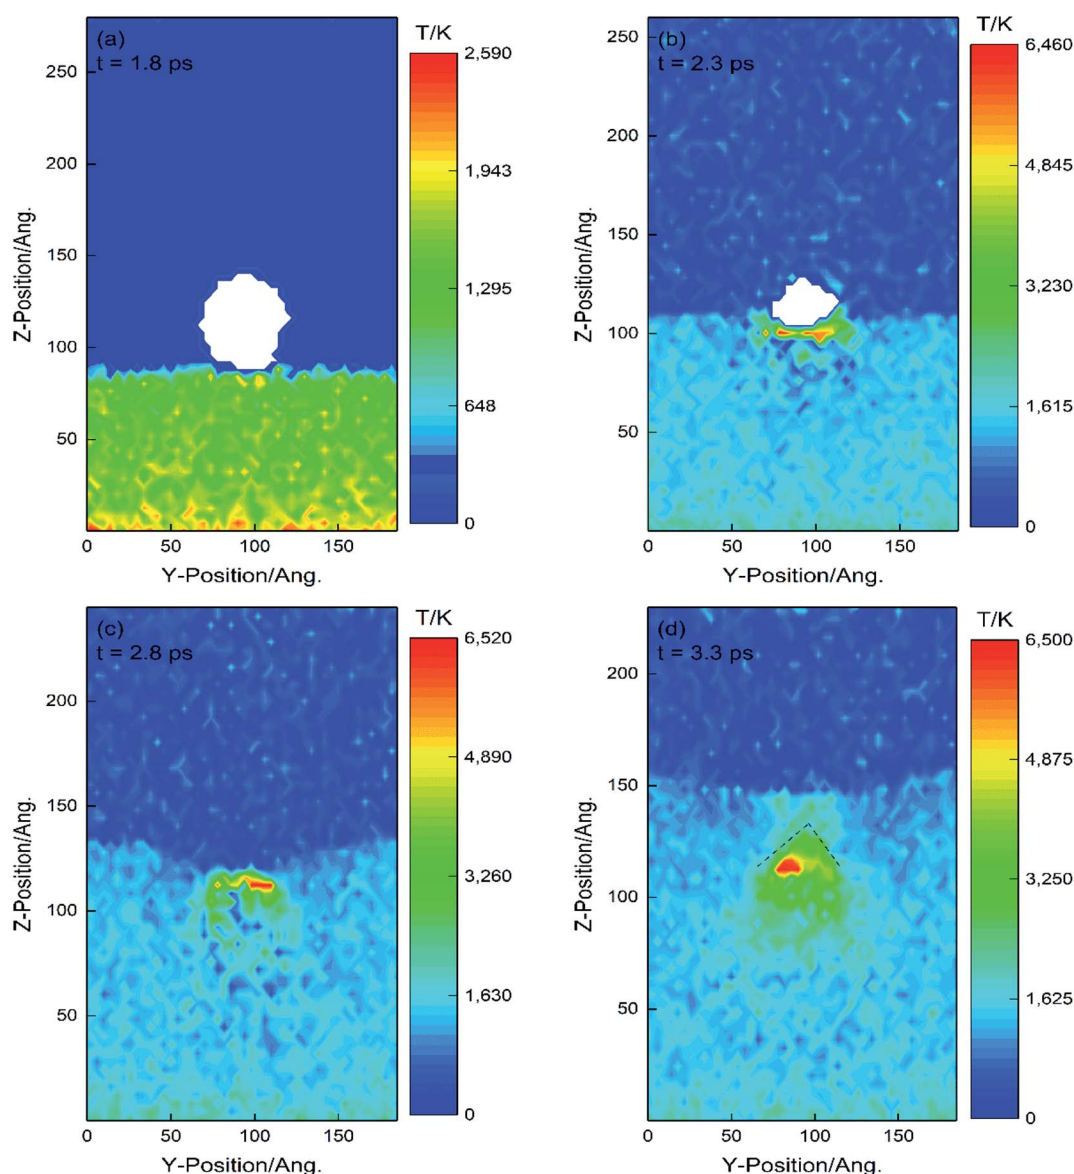 (a)
t = 1.8 ps
T/K
2,590
1,943
1,295
648
0
250
200
150
100
50
0 50 100 150
Z-Position/Ang.
Y-Position/Ang.
(b)
t = 2.3 ps
T/K
6,460
4,845
3,230
1,615
0
250
200
150
100
50
0 50 100 150
Z-Position/Ang.
Y-Position/Ang.
(c)
t = 2.8 ps
T/K
6,520
4,890
3,260
1,630
0
200
150
100
50
0 50 100 150
Z-Position/Ang.
Y-Position/Ang.
(d)
t = 3.3 ps
T/K
6,500
4,875
3,250
1,625
0
200
150
100
50
0 50 100 150
Z-Position/Ang.
Y-Position/Ang.